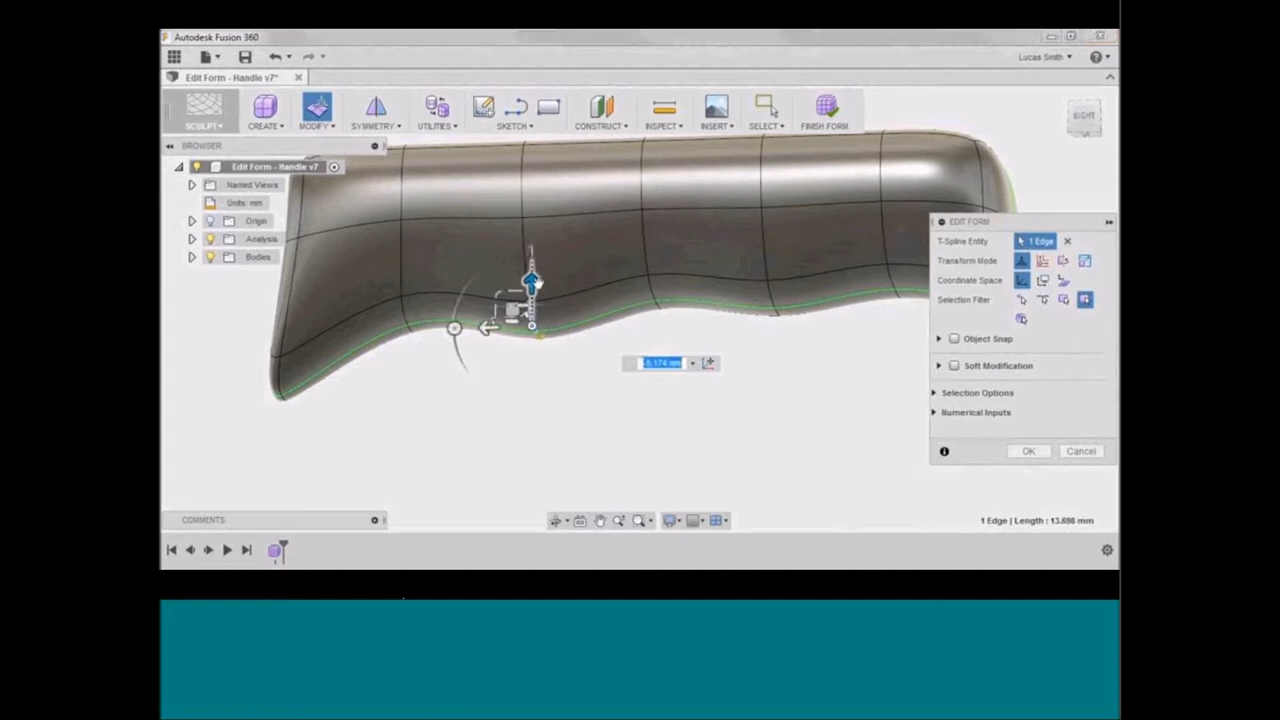 Autodesk Fusion 360
Lucas Smith
Edit Form - Handle v7*
SCULPT
CREATE
MODIFY
SYMMETRY
UTILITIES
SKETCH
CONSTRUCT
INSPECT
INSERT
SELECT
FINISH FORM
RIGHT
BROWSER
Edit Form - Handle v7
Named Views
Units: mm
Origin
Analysis
Bodies
EDIT FORM
T-Spline Entity
1 Edge
Transform Mode
Coordinate Space
Selection Filter
Object Snap
Soft Modification
Selection Options
Numerical Inputs
OK
Cancel
COMMENTS
1 Edge | Length : 13.698 mm